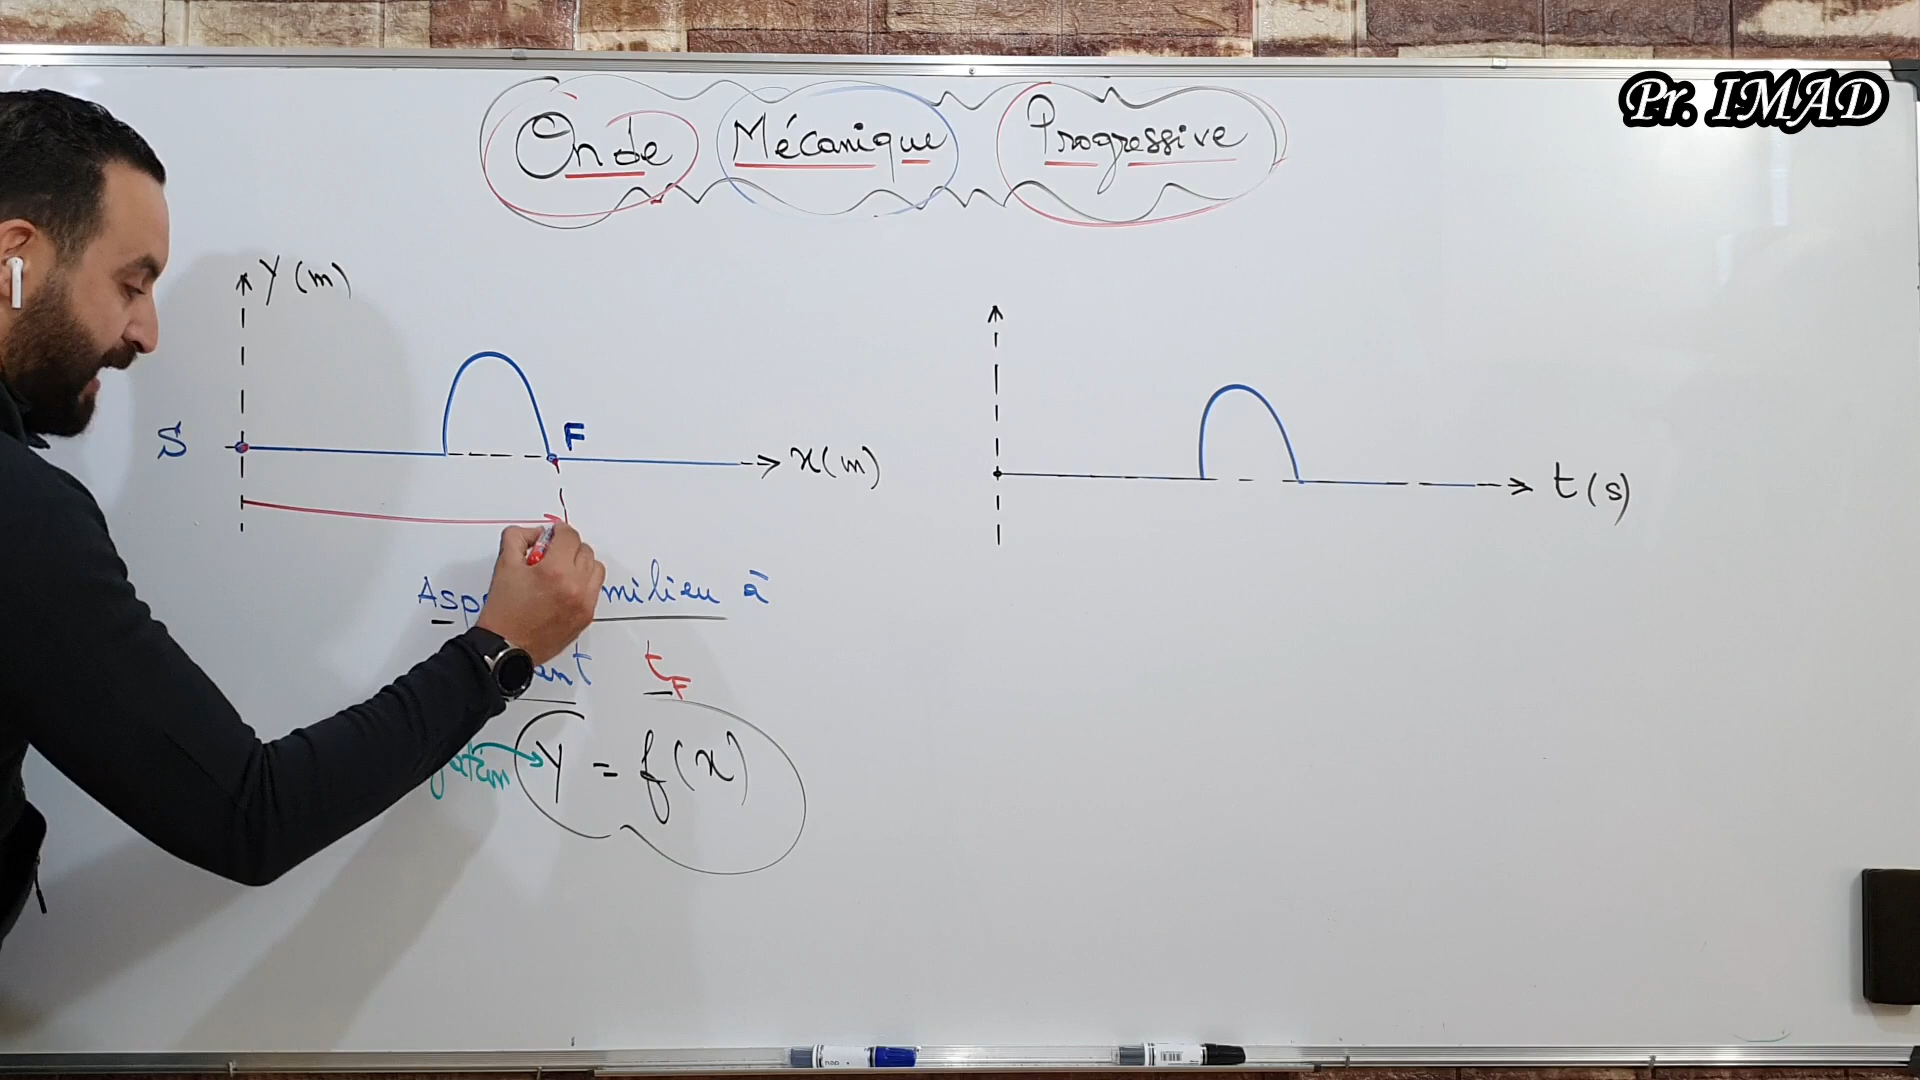 Pr. IMAD
Onde Mécanique Progressive
y (m)
S
F
x (m)
t (s)
milieu à
t_F
y = f(x)